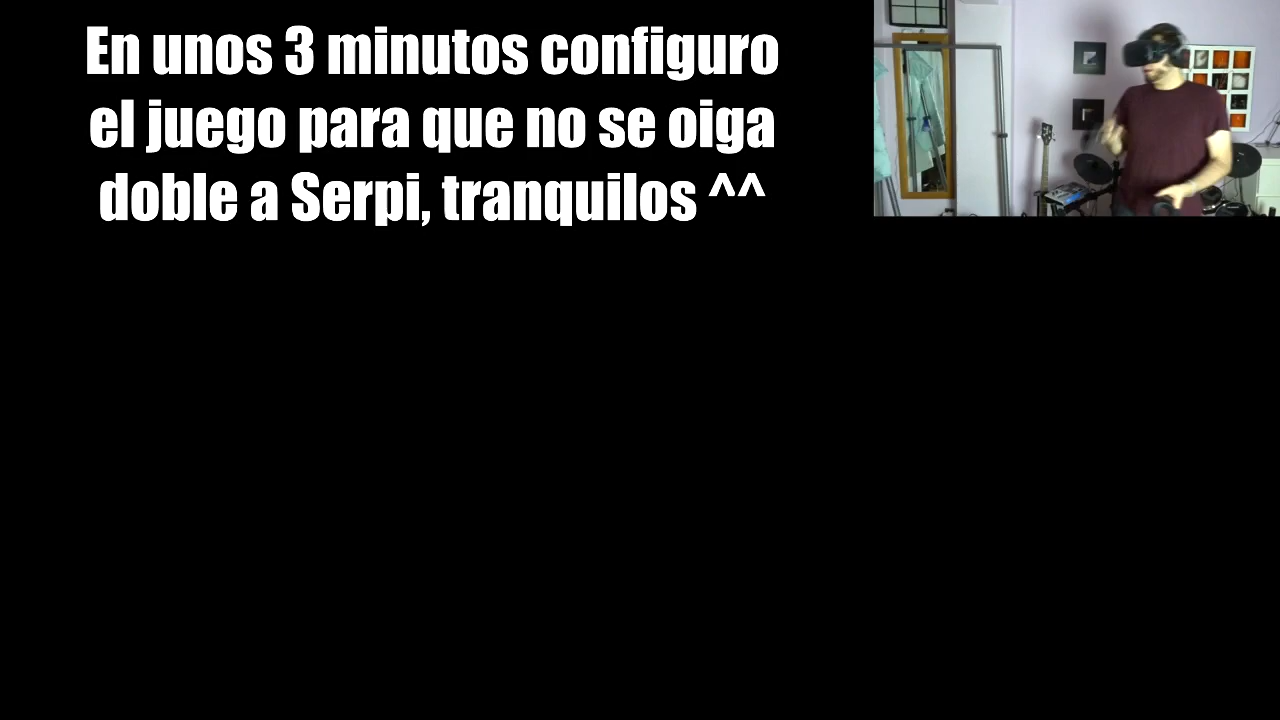 En unos 3 minutos configuro
el juego para que no se oiga
doble a Serpi, tranquilos ^^